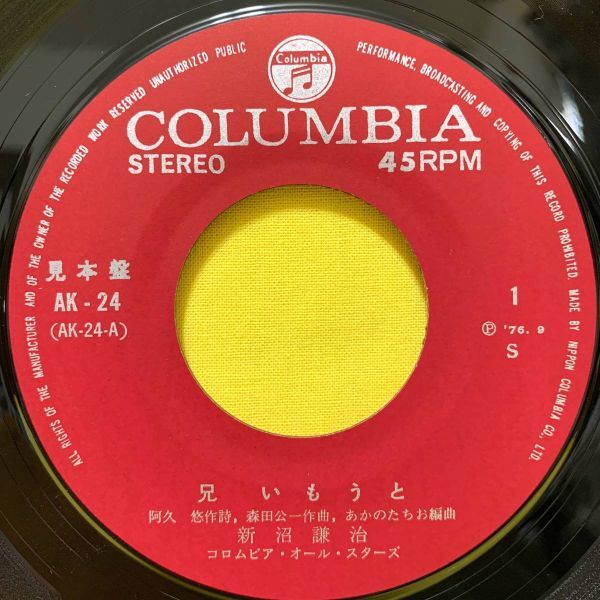 ALL RIGHTS OF THE MANUFACTURER AND OF THE OWNER OF THE RECORDED WORK RESERVED UNAUTHORIZED PUBLIC PERFORMANCE, BROADCASTING AND COPYING OF THIS RECORD PROHIBITED. MADE BY NIPPON COLUMBIA CO., LTD.
Columbia
COLUMBIA
STEREO 45RPM
見本盤
AK-24
(AK-24-A)
1
Ⓟ '76. 9
S
兄 いもうと
阿久 悠作詩, 森田公一作曲, あかのたちお編曲
新沼謙治
コロムビア・オール・スターズ